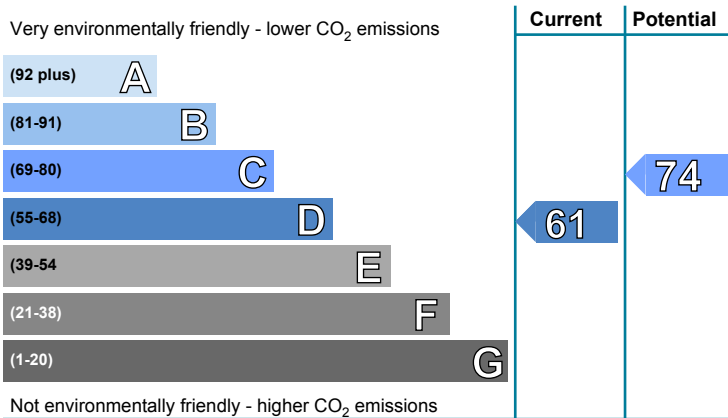 Very environmentally friendly - lower CO2 emissions
Current
Potential
(92 plus) A
(81-91) B
(69-80) C
74
(55-68) D
61
(39-54 E
(21-38) F
(1-20) G
Not environmentally friendly - higher CO2 emissions